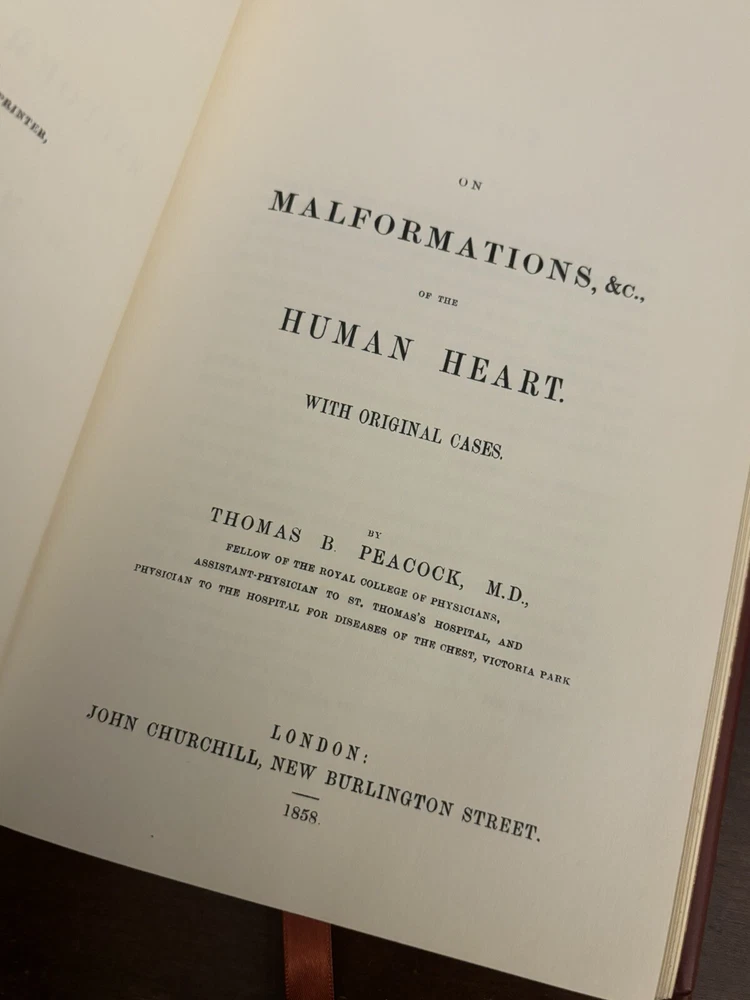 PRINTER,
ON
MALFORMATIONS, &C.,
OF THE
HUMAN HEART.
WITH ORIGINAL CASES.
BY
THOMAS B. PEACOCK, M.D.,
FELLOW OF THE ROYAL COLLEGE OF PHYSICIANS,
ASSISTANT-PHYSICIAN TO ST. THOMAS'S HOSPITAL, AND
PHYSICIAN TO THE HOSPITAL FOR DISEASES OF THE CHEST, VICTORIA PARK
LONDON:
JOHN CHURCHILL, NEW BURLINGTON STREET.
1858.